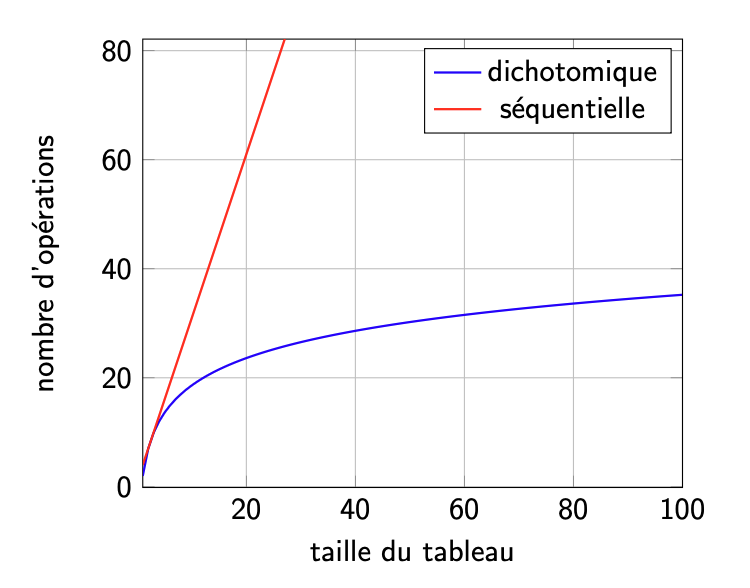 80
60
40
20
0
20 40 60 80 100
nombre d'opérations
taille du tableau
dichotomique
séquentielle